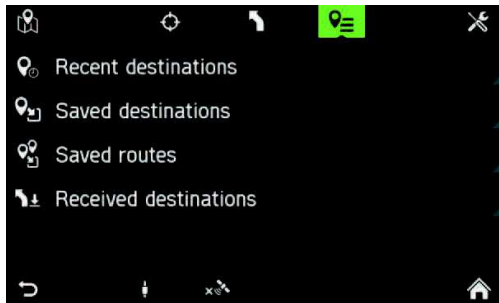 Recent destinations
Saved destinations
Saved routes
Received destinations